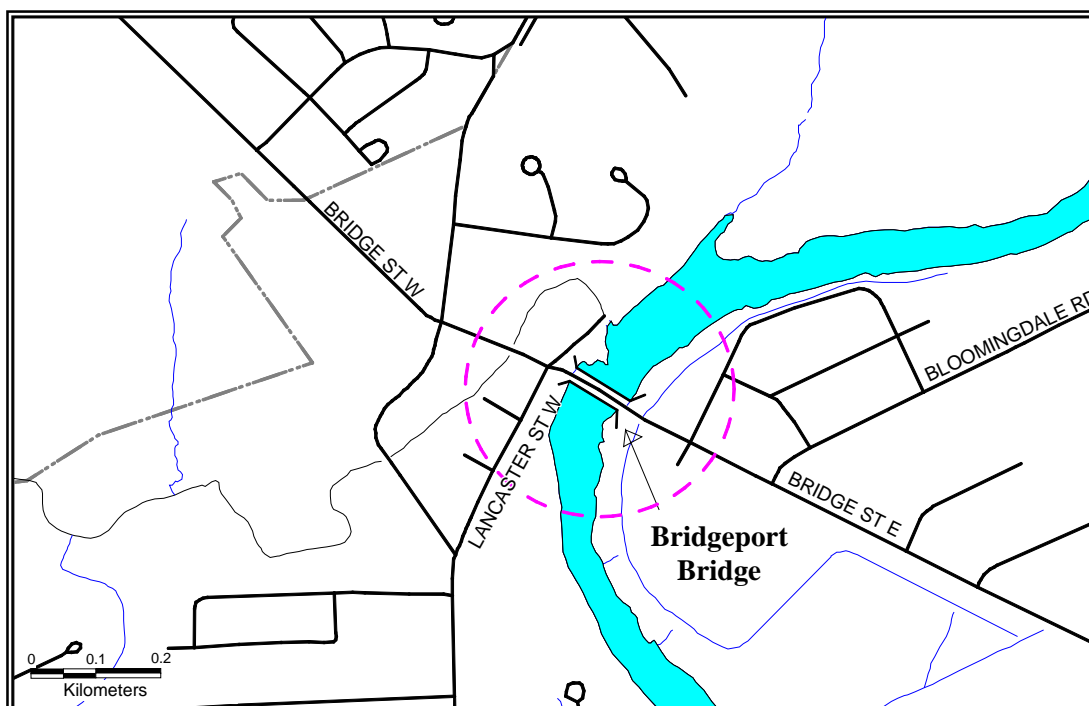 BRIDGE ST W
BLOOMINGDALE RD
LANCASTER ST W
BRIDGE ST E
Bridgeport
Bridge
0 0.1 0.2
Kilometers